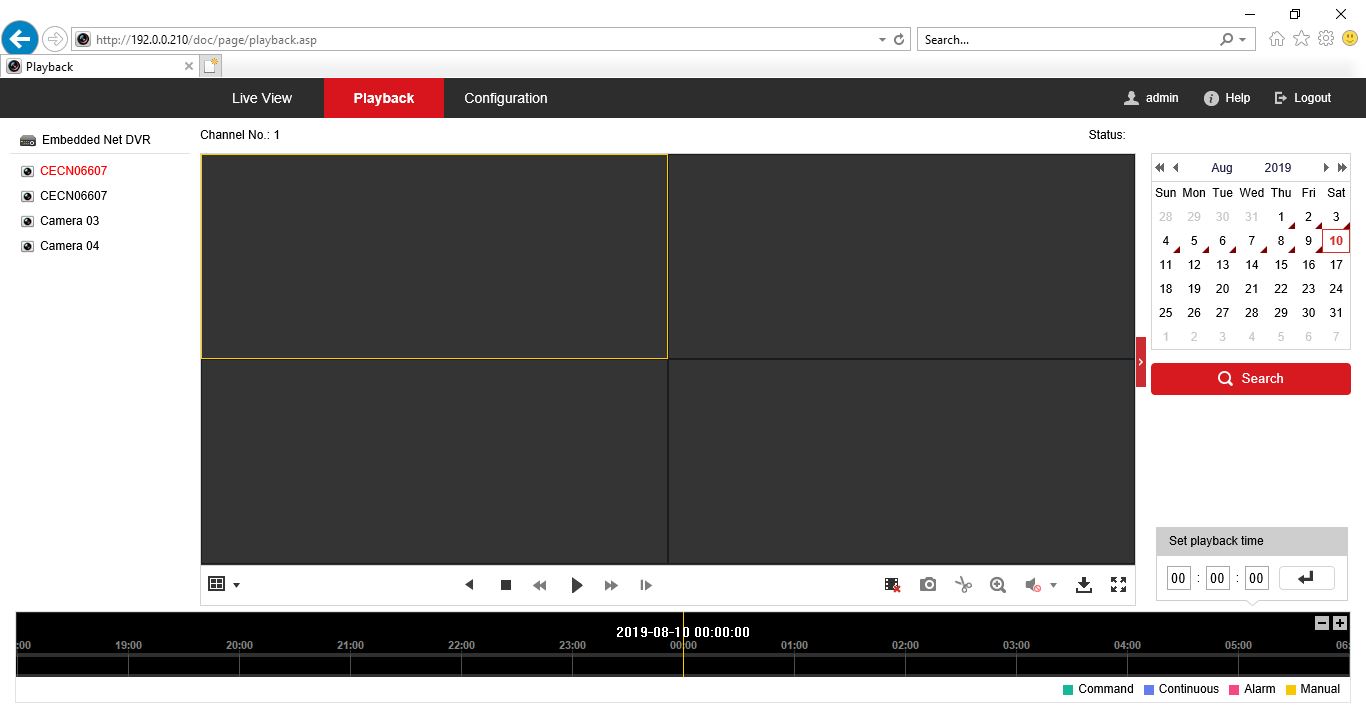 http://192.0.0.210/doc/page/playback.asp
Search...
Playback
Live View Playback Configuration
admin Help Logout
Embedded Net DVR
CECN06607
CECN06607
Camera 03
Camera 04
Channel No.: 1
Status:
Aug 2019
Sun Mon Tue Wed Thu Fri Sat
28 29 30 31 1 2 3
4 5 6 7 8 9 10
11 12 13 14 15 16 17
18 19 20 21 22 23 24
25 26 27 28 29 30 31
1 2 3 4 5 6 7
Search
Set playback time
00 : 00 : 00
2019-08-10 00:00:00
:00 19:00 20:00 21:00 22:00 23:00 00:00 01:00 02:00 03:00 04:00 05:00 06:
Command Continuous Alarm Manual